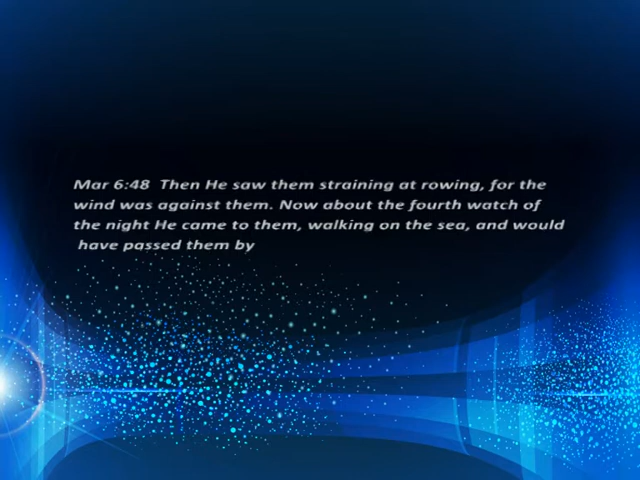 Mar 6:48  Then He saw them straining at rowing, for the
wind was against them. Now about the fourth watch of
the night He came to them, walking on the sea, and would
have passed them by